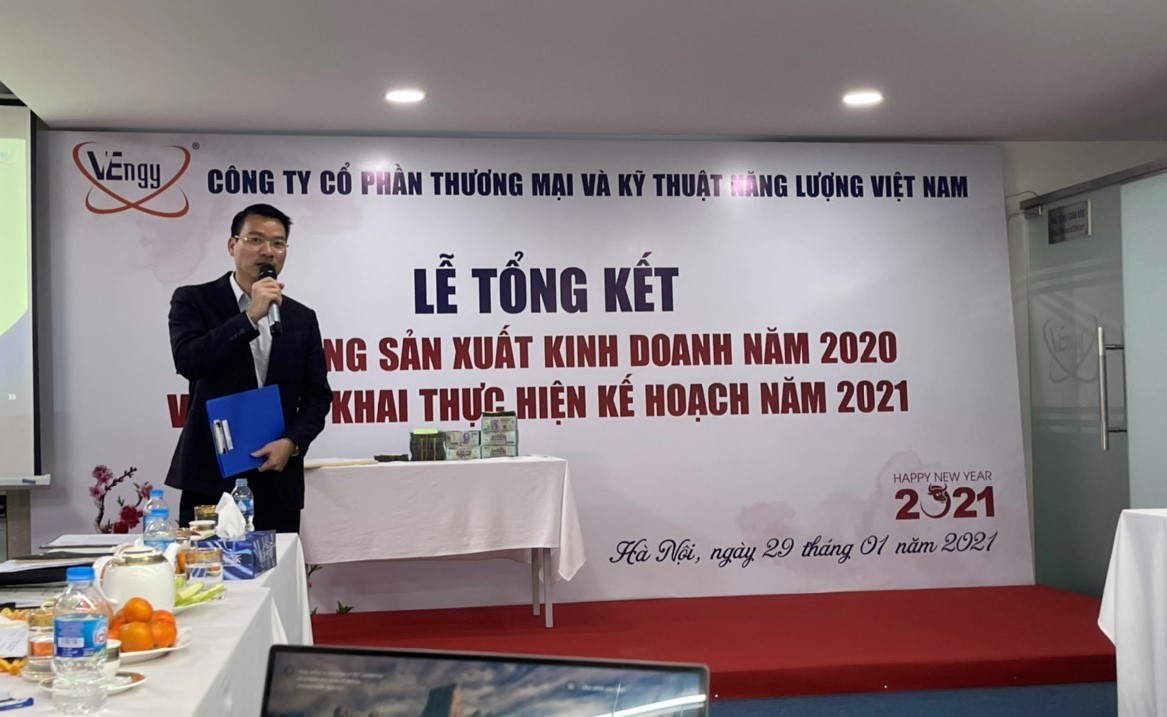 VEngy ®
CÔNG TY CỔ PHẦN THƯƠNG MẠI VÀ KỸ THUẬT NĂNG LƯỢNG VIỆT NAM
LỄ TỔNG KẾT
SẢN XUẤT KINH DOANH NĂM 2020
KHAI THỰC HIỆN KẾ HOẠCH NĂM 2021
HAPPY NEW YEAR
2021
Hà Nội, ngày 29 tháng 01 năm 2021